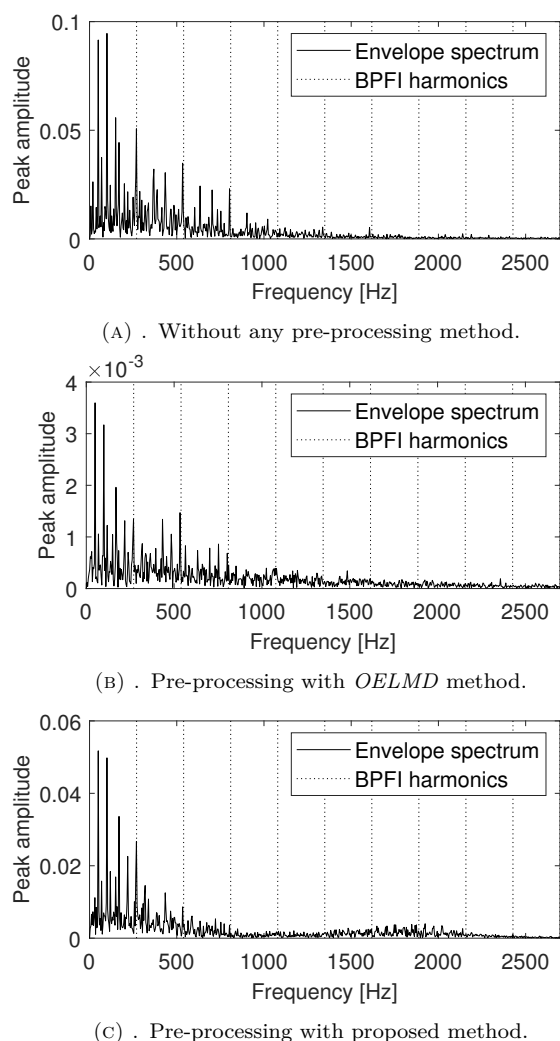 0.1
Envelope spectrum
BPFI harmonics
0.05
Peak amplitude
0
0 500 1000 1500 2000 2500
Frequency [Hz]
(A) . Without any pre-processing method.
×10^-3
4
Envelope spectrum
BPFI harmonics
3
2
Peak amplitude
1
0
0 500 1000 1500 2000 2500
Frequency [Hz]
(B) . Pre-processing with OELMD method.
0.06
Envelope spectrum
BPFI harmonics
0.04
Peak amplitude
0.02
0
0 500 1000 1500 2000 2500
Frequency [Hz]
(C) . Pre-processing with proposed method.